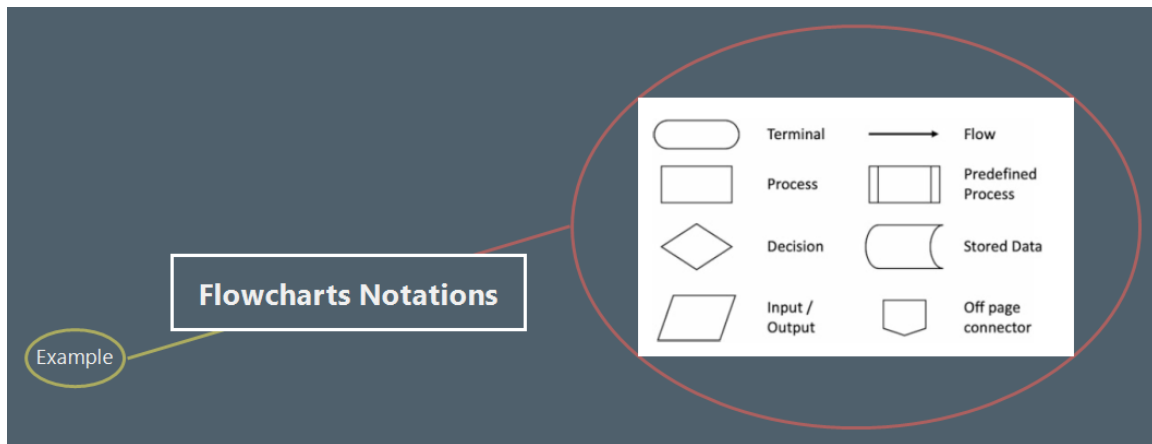 Terminal
Flow
Process
Predefined
Process
Decision
Stored Data
Flowcharts Notations
Input /
Output
Off page
connector
Example